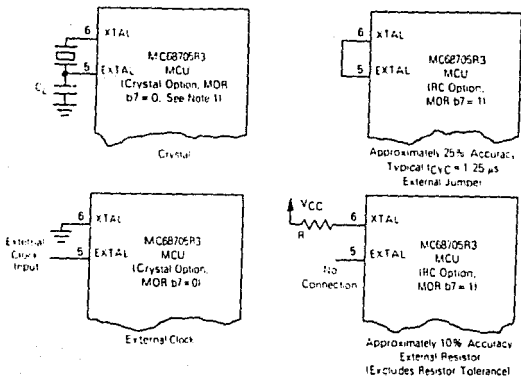 6 XTAL
MC68705R3
MCU
5 EXTAL
(Crystal Option, MOR
b7 = 0. See Note 1)
CL
Crystal
6 XTAL
MC68705R3
MCU
5 EXTAL
(RC Option,
MOR b7 = 1)
Approximately 25% Accuracy
Typical tCYC = 1.25 µs
External Jumper
6 XTAL
External
Clock
Input
5 EXTAL
MC68705R3
MCU
(Crystal Option,
MOR b7 = 0)
External Clock
VCC
R
6 XTAL
5 EXTAL
No
Connection
MC68705R3
MCU
(RC Option,
MOR b7 = 1)
Approximately 10% Accuracy
External Resistor
(Excludes Resistor Tolerance)